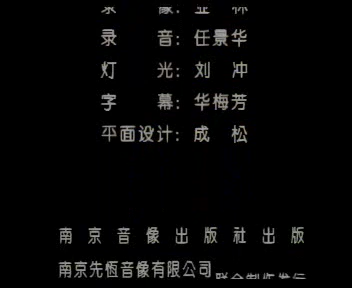 录　音：任景华
灯　光：刘　冲
字　幕：华梅芳
平面设计：成　松
南京音像出版社出版
南京先恆音像有限公司